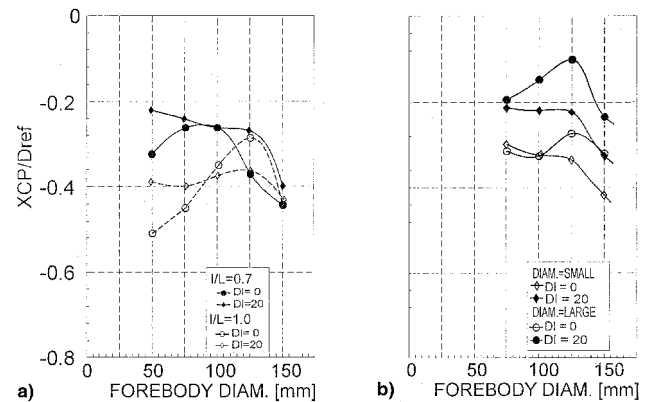 0
-0.2
-0.4
-0.6
-0.8
XCP/Dref
I/L=0.7
DI= 0
DI=20
I/L=1.0
DI= 0
DI=20
0 50 100 150
FOREBODY DIAM. [mm]
a)
DIAM.=SMALL
DI = 0
DI = 20
DIAM.=LARGE
DI = 0
DI = 20
0 50 100 150
FOREBODY DIAM. [mm]
b)